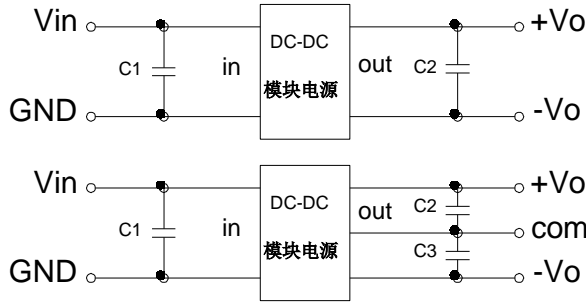 Vin DC-DC +Vo
C1 in out C2
模块电源
GND -Vo
Vin DC-DC +Vo
out C2
C1 in com
模块电源 C3
GND -Vo